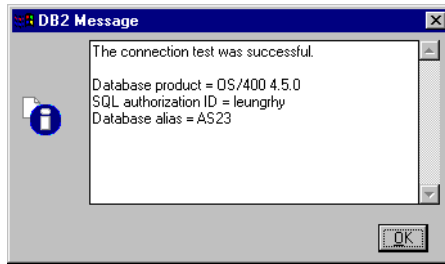 DB2 Message
The connection test was successful.
Database product = OS/400 4.5.0
SQL authorization ID = leungrhy
Database alias = AS23
OK